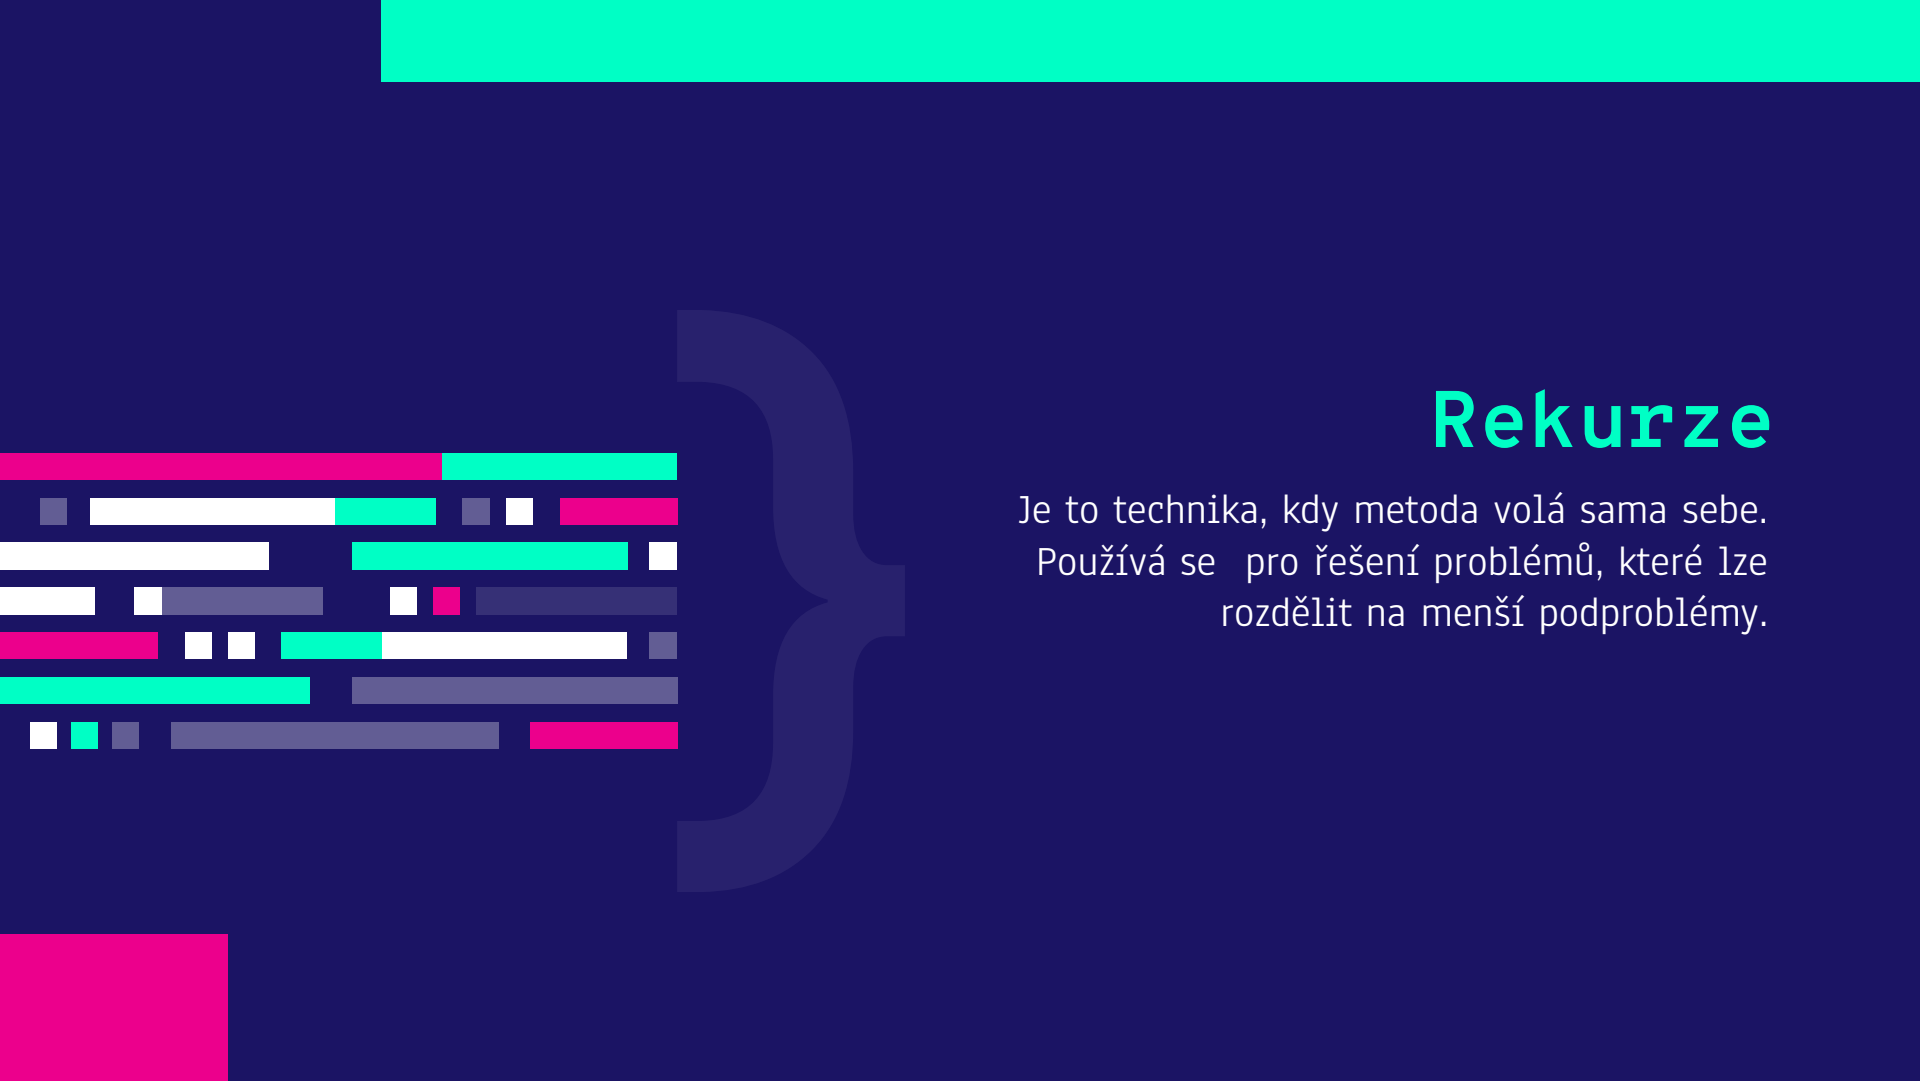 Rekurze
Je to technika, kdy metoda volá sama sebe.
Používá se  pro řešení problémů, které lze
rozdělit na menší podproblémy.
}